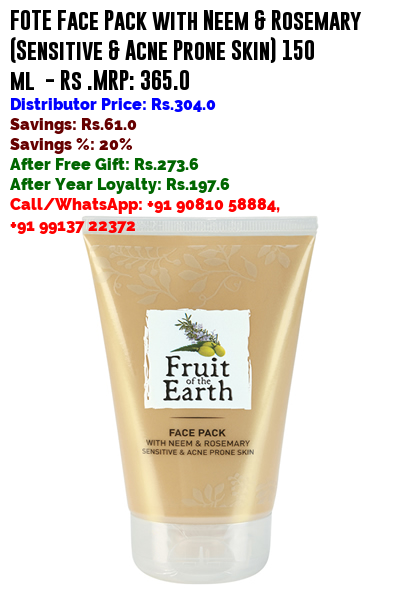 FOTE Face Pack with Neem & Rosemary
(Sensitive & Acne Prone Skin) 150
ml - Rs .MRP: 365.0
Distributor Price: Rs.304.0
Savings: Rs.61.0
Savings %: 20%
After Free Gift: Rs.273.6
After Year Loyalty: Rs.197.6
Call/WhatsApp: +91 90810 58884,
+91 99137 22372
Fruit
of the
Earth
FACE PACK
WITH NEEM & ROSEMARY
SENSITIVE & ACNE PRONE SKIN